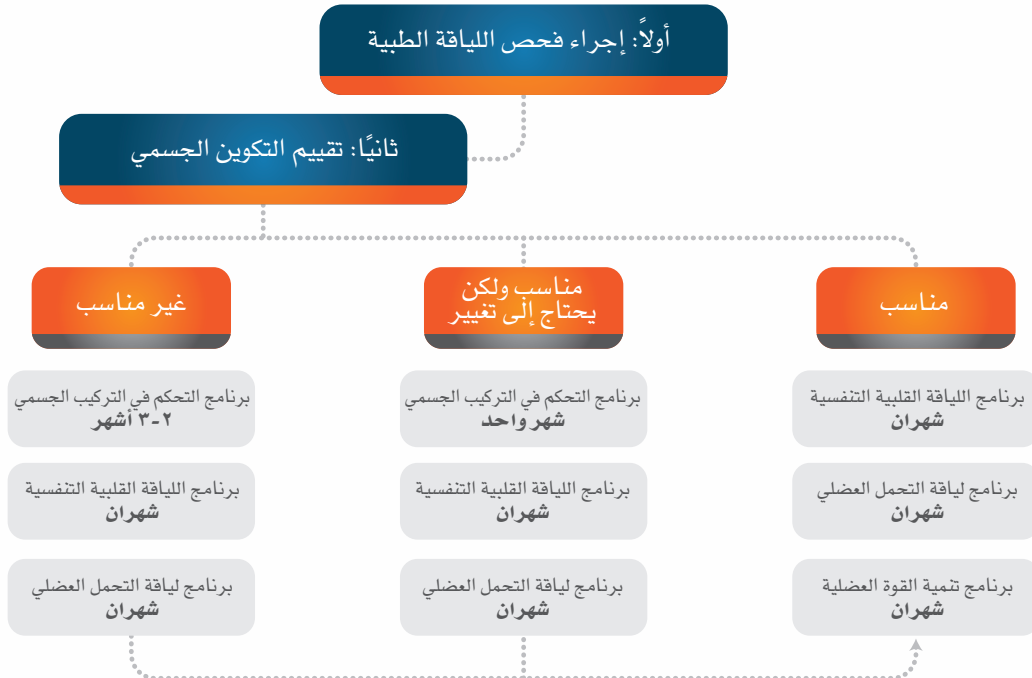 أولاً: إجراء فحص اللياقة الطبية
ثانيًا: تقييم التكوين الجسمي
مناسب
مناسب ولكن
يحتاج إلى تغيير
غير مناسب
برنامج اللياقة القلبية التنفسية
شهران
برنامج التحكم في التركيب الجسمي
شهر واحد
برنامج التحكم في التركيب الجسمي
٢-٣ أشهر
برنامج لياقة التحمل العضلي
شهران
برنامج اللياقة القلبية التنفسية
شهران
برنامج اللياقة القلبية التنفسية
شهران
برنامج تنمية القوة العضلية
شهران
برنامج لياقة التحمل العضلي
شهران
برنامج لياقة التحمل العضلي
شهران